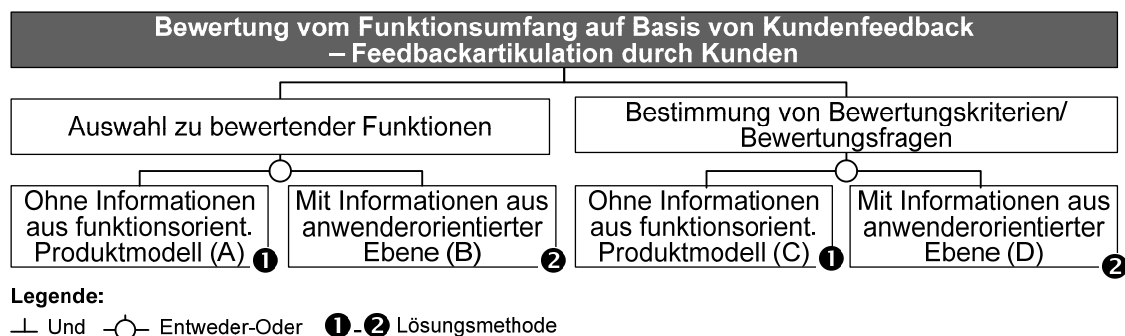 Bewertung vom Funktionsumfang auf Basis von Kundenfeedback
– Feedbackartikulation durch Kunden
Auswahl zu bewertender Funktionen
Bestimmung von Bewertungskriterien/
Bewertungsfragen
Ohne Informationen
aus funktionsorient.
Produktmodell (A) 1
Mit Informationen aus
anwenderorientierter
Ebene (B) 2
Ohne Informationen
aus funktionsorient.
Produktmodell (C) 1
Mit Informationen aus
anwenderorientierter
Ebene (D) 2
Legende:
Und Entweder-Oder 1-2 Lösungsmethode